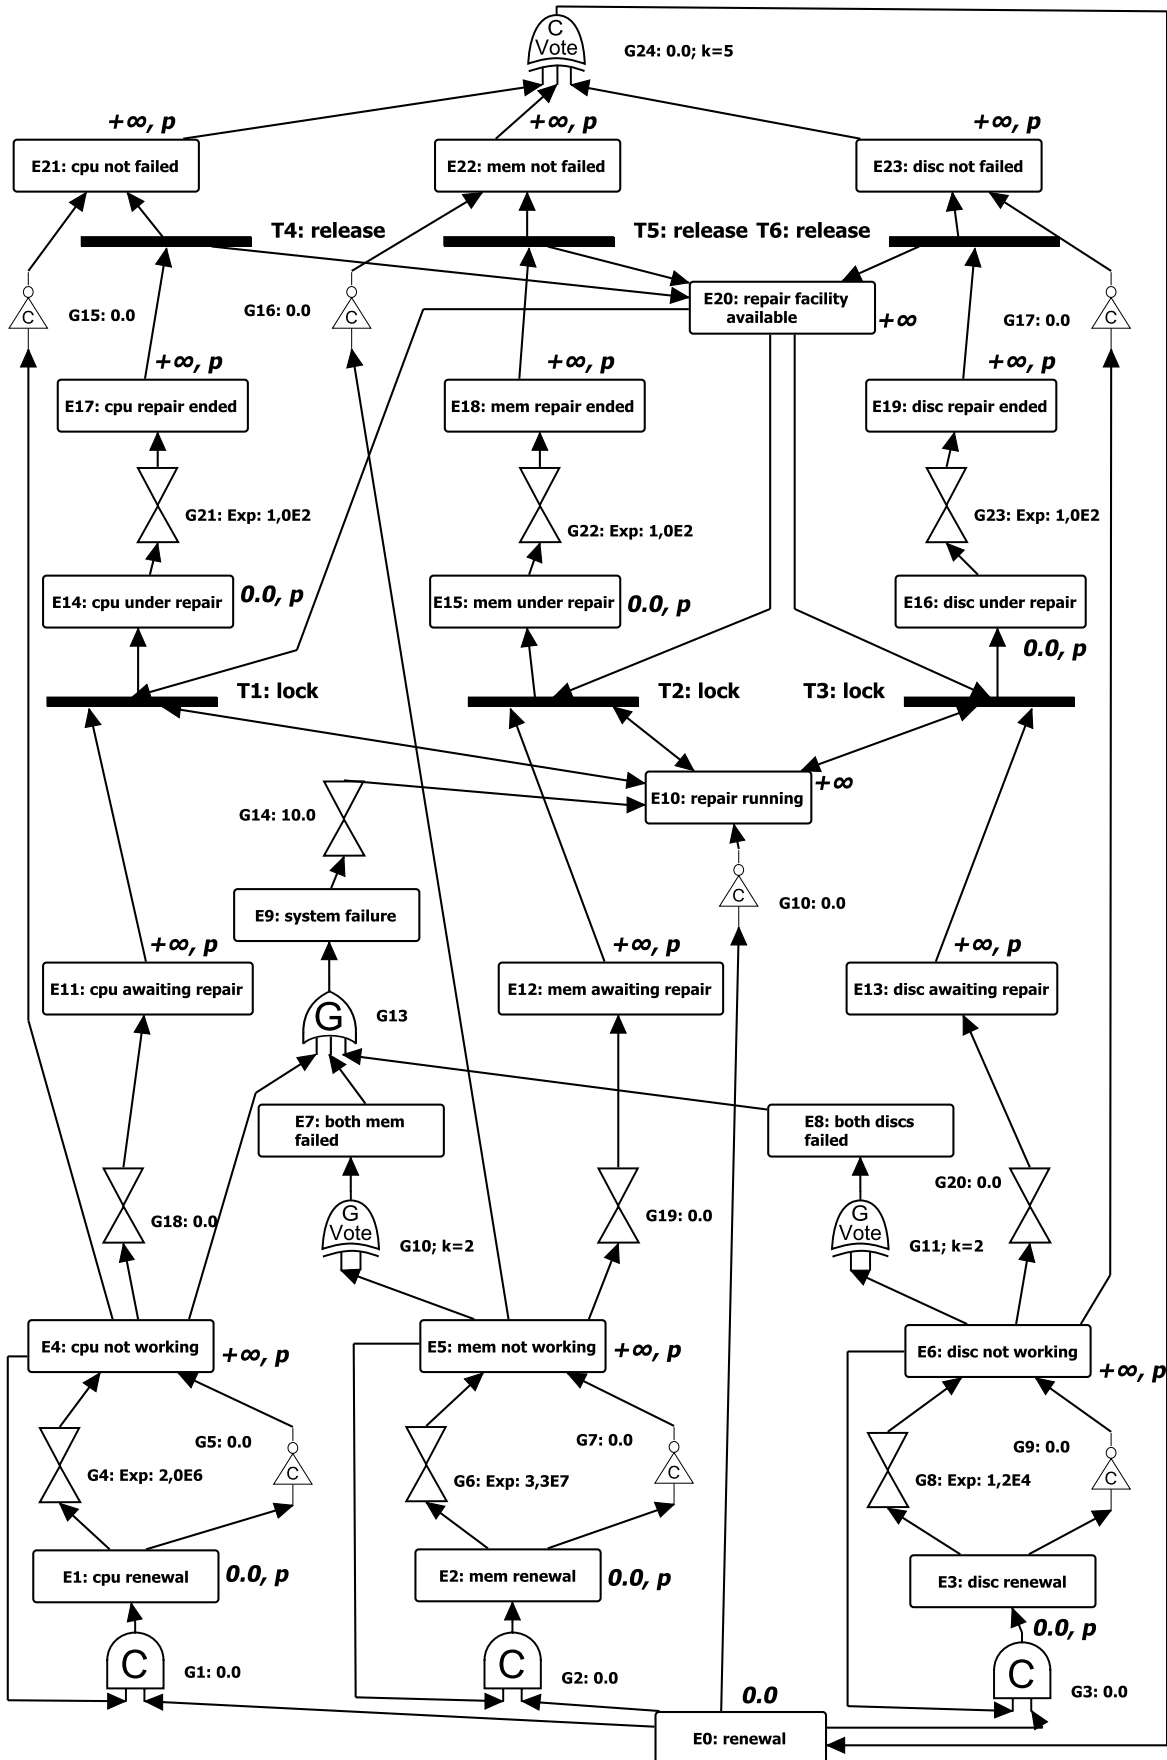 C
Vote
G24: 0.0; k=5
+∞, p
+∞, p
+∞, p
E21: cpu not failed
E22: mem not failed
E23: disc not failed
T4: release
T5: release
T6: release
E20: repair facility
available
+∞
C
G15: 0.0
G16: 0.0
C
G17: 0.0
C
+∞, p
+∞, p
+∞, p
E17: cpu repair ended
E18: mem repair ended
E19: disc repair ended
G21: Exp: 1,0E2
G22: Exp: 1,0E2
G23: Exp: 1,0E2
E14: cpu under repair
0.0, p
E15: mem under repair
0.0, p
E16: disc under repair
0.0, p
T1: lock
T2: lock
T3: lock
G14: 10.0
E10: repair running
+∞
C
G10: 0.0
E9: system failure
+∞, p
+∞, p
+∞, p
E11: cpu awaiting repair
E12: mem awaiting repair
E13: disc awaiting repair
G
G13
E7: both mem
failed
E8: both discs
failed
G18: 0.0
G19: 0.0
G20: 0.0
G
Vote
G10; k=2
G
Vote
G11; k=2
E4: cpu not working
+∞, p
E5: mem not working
+∞, p
E6: disc not working
+∞, p
G4: Exp: 2,0E6
G5: 0.0
C
G6: Exp: 3,3E7
G7: 0.0
C
G8: Exp: 1,2E4
G9: 0.0
C
E1: cpu renewal
0.0, p
E2: mem renewal
0.0, p
E3: disc renewal
0.0, p
C
G1: 0.0
C
G2: 0.0
C
G3: 0.0
0.0
E0: renewal